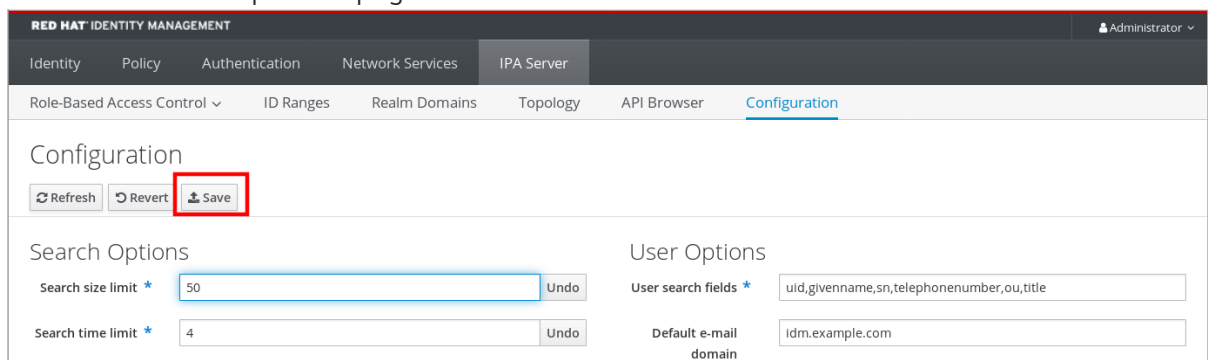 RED HAT® IDENTITY MANAGEMENT
Administrator
Identity Policy Authentication Network Services IPA Server
Role-Based Access Control ID Ranges Realm Domains Topology API Browser Configuration
Configuration
Refresh Revert Save
Search Options
Search size limit * 50 Undo
Search time limit * 4 Undo
User Options
User search fields * uid,givenname,sn,telephonenumber,ou,title
Default e-mail idm.example.com
domain